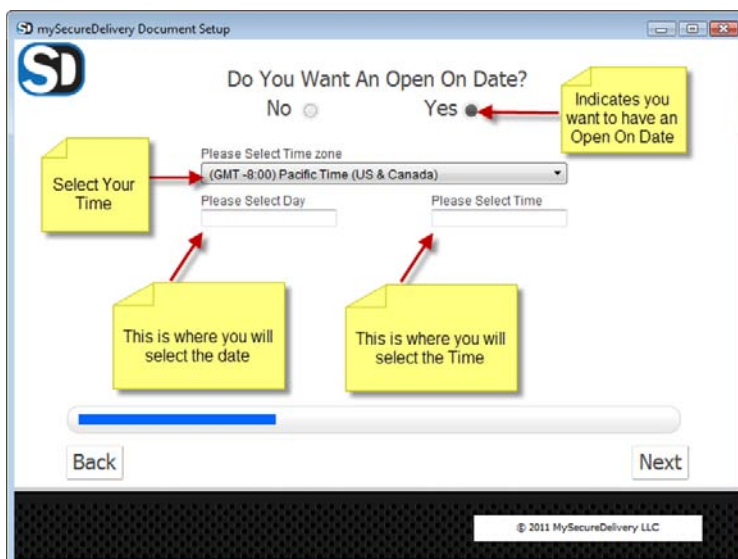 SD mySecureDelivery Document Setup
SD
Do You Want An Open On Date?
No Yes
Indicates you
want to have an
Open On Date
Select Your
Time
Please Select Time zone
(GMT -8:00) Pacific Time (US & Canada)
Please Select Day Please Select Time
This is where you will
select the date
This is where you will
select the Time
Back Next
© 2011 MySecureDelivery LLC